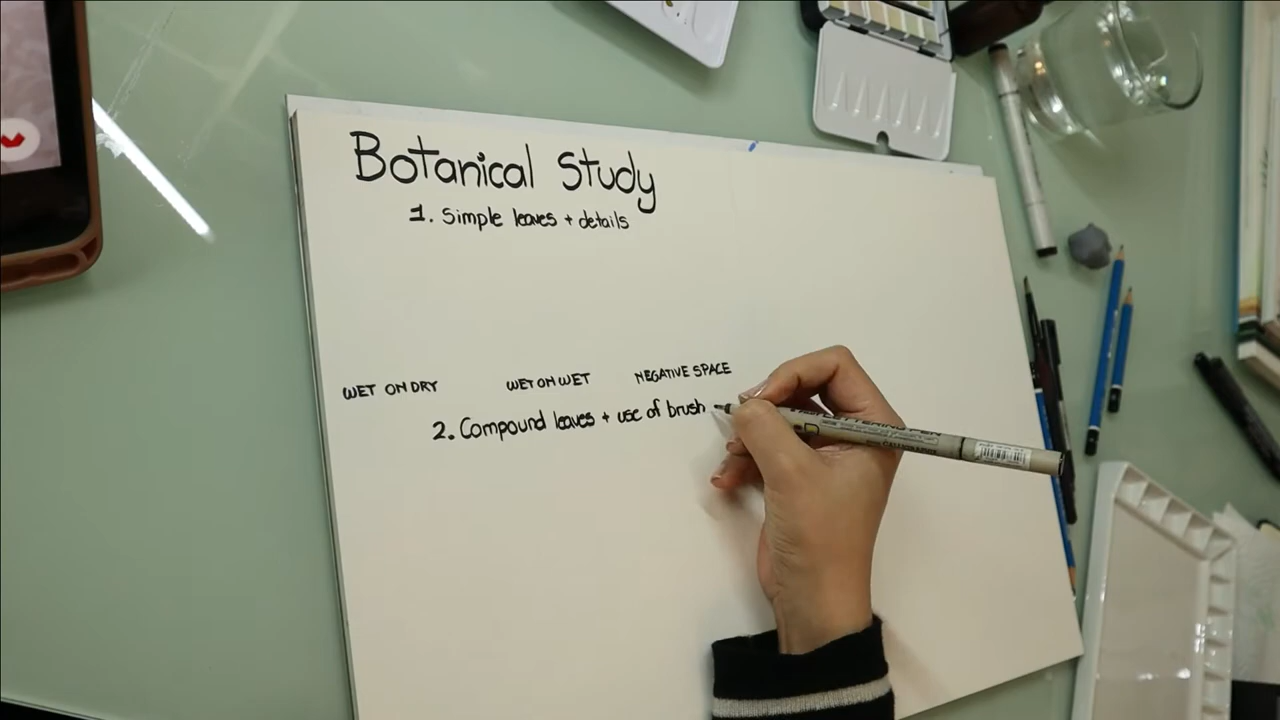 Botanical Study
1. Simple leaves + details
WET ON DRY WET ON WET NEGATIVE SPACE
2. Compound leaves + use of brush